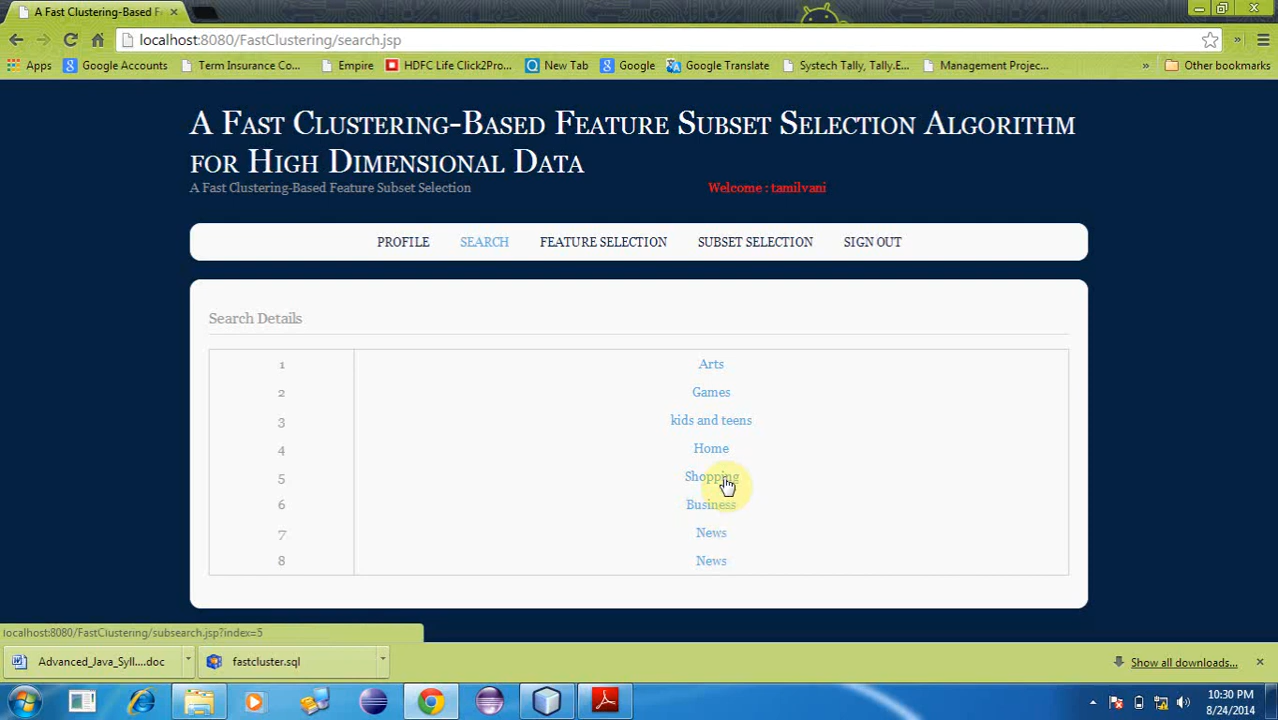 A Fast Clustering-Based F
localhost:8080/FastClustering/search.jsp
Apps Google Accounts Term Insurance Co... Empire HDFC Life Click2Pro... New Tab Google Google Translate Systech Tally, Tally.E... Management Projec... » Other bookmarks
A Fast Clustering-Based Feature Subset Selection Algorithm
for High Dimensional Data
A Fast Clustering-Based Feature Subset Selection Welcome : tamilvani
PROFILE SEARCH FEATURE SELECTION SUBSET SELECTION SIGN OUT
Search Details
1 Arts
2 Games
3 kids and teens
4 Home
5 Shopping
6 Business
7 News
8 News
localhost:8080/FastClustering/subsearch.jsp?index=5
Advanced_Java_Syll....doc fastcluster.sql Show all downloads...
10:30 PM
8/24/2014